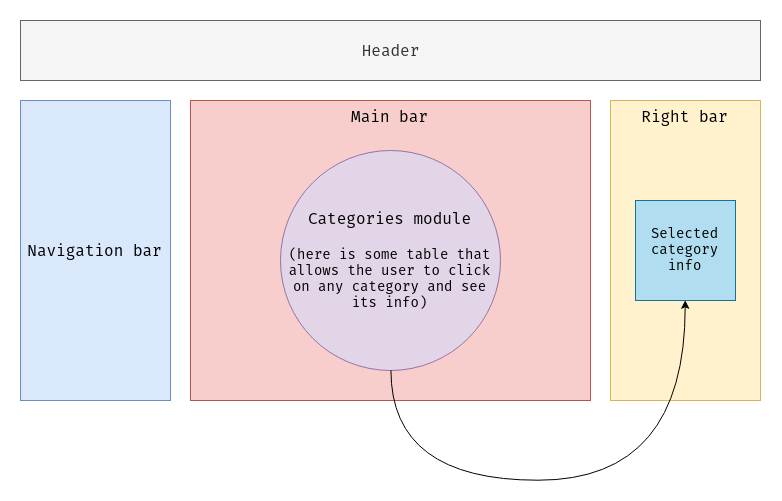 Header
Main bar
Right bar
Navigation bar
Categories module
(here is some table that
allows the user to click
on any category and see
its info)
Selected
category
info